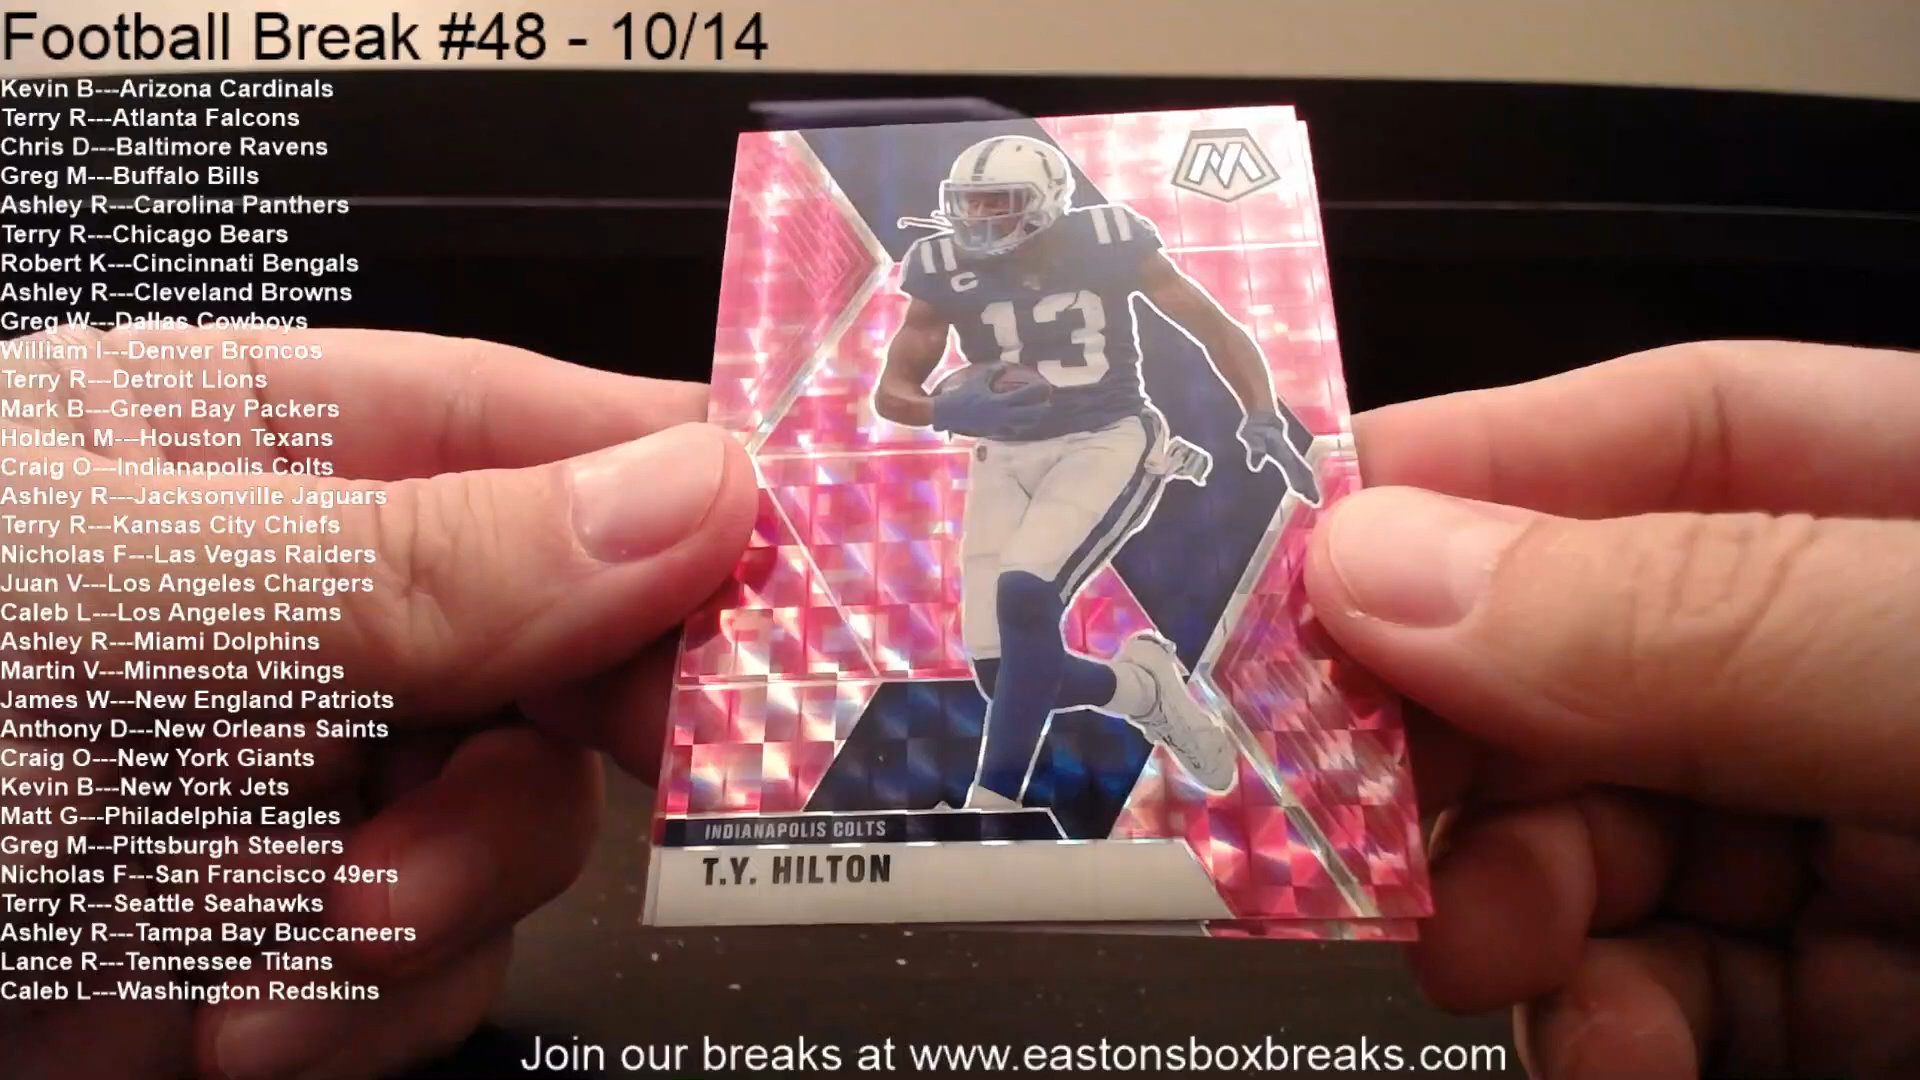 Football Break #48 - 10/14
Kevin B---Arizona Cardinals
Terry R---Atlanta Falcons
Chris D---Baltimore Ravens
Greg M---Buffalo Bills
Ashley R---Carolina Panthers
Terry R---Chicago Bears
Robert K---Cincinnati Bengals
Ashley R---Cleveland Browns
Greg W---Dallas Cowboys
William I---Denver Broncos
Terry R---Detroit Lions
Mark B---Green Bay Packers
Holden M---Houston Texans
Craig O---Indianapolis Colts
Ashley R---Jacksonville Jaguars
Terry R---Kansas City Chiefs
Nicholas F---Las Vegas Raiders
Juan V---Los Angeles Chargers
Caleb L---Los Angeles Rams
Ashley R---Miami Dolphins
Martin V---Minnesota Vikings
James W---New England Patriots
Anthony D---New Orleans Saints
Craig O---New York Giants
Kevin B---New York Jets
Matt G---Philadelphia Eagles
Greg M---Pittsburgh Steelers
Nicholas F---San Francisco 49ers
Terry R---Seattle Seahawks
Ashley R---Tampa Bay Buccaneers
Lance R---Tennessee Titans
Caleb L---Washington Redskins
M
C
13
INDIANAPOLIS COLTS
T.Y. HILTON
Join our breaks at www.eastonsboxbreaks.com